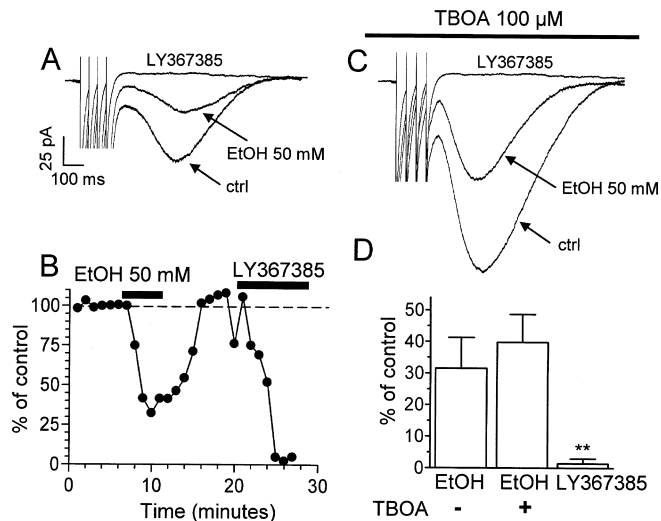 TBOA 100 μM
A
LY367385
EtOH 50 mM
ctrl
25 pA
100 ms
C
LY367385
EtOH 50 mM
ctrl
B
EtOH 50 mM
LY367385
% of control
100
75
50
25
0
0 10 20 30
Time (minutes)
D
% of control
50
40
30
20
10
0
**
EtOH EtOH LY367385
TBOA - +